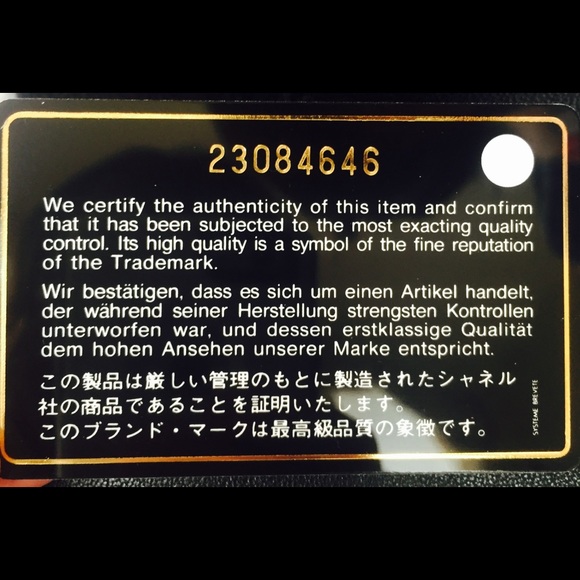 23084646
We certify the authenticity of this item and confirm
that it has been subjected to the most exacting quality
control. Its high quality is a symbol of the fine reputation
of the Trademark.
Wir bestätigen, dass es sich um einen Artikel handelt,
der während seiner Herstellung strengsten Kontrollen
unterworfen war, und dessen erstklassige Qualität
dem hohen Ansehen unserer Marke entspricht.
この製品は厳しい管理のもとに製造されたシャネル
社の商品であることを証明いたします。
このブランド・マークは最高級品質の象徴です。
SYSTEME BREVETE